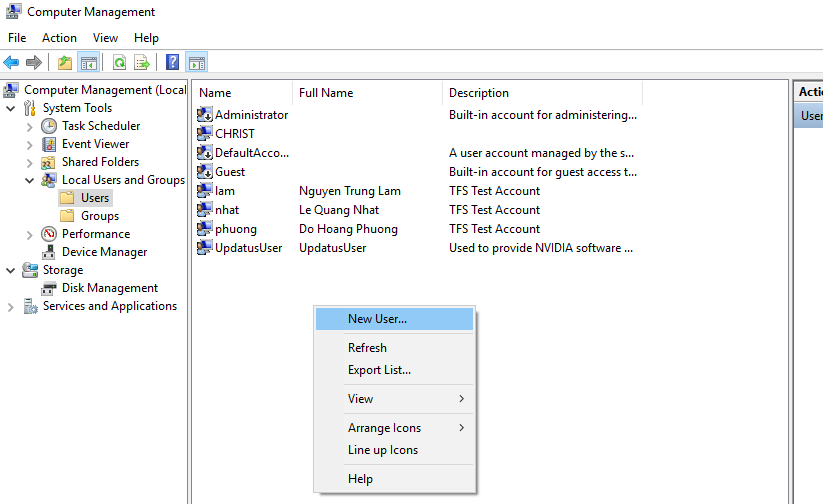 Computer Management
File Action View Help
Computer Management (Local
System Tools
Task Scheduler
Event Viewer
Shared Folders
Local Users and Groups
Users
Groups
Performance
Device Manager
Storage
Disk Management
Services and Applications
Name Full Name Description
Administrator Built-in account for administering...
CHRIST
DefaultAcco... A user account managed by the s...
Guest Built-in account for guest access t...
lam Nguyen Trung Lam TFS Test Account
nhat Le Quang Nhat TFS Test Account
phuong Do Hoang Phuong TFS Test Account
UpdatusUser UpdatusUser Used to provide NVIDIA software ...
New User...
Refresh
Export List...
View
Arrange Icons
Line up Icons
Help
Acti
User